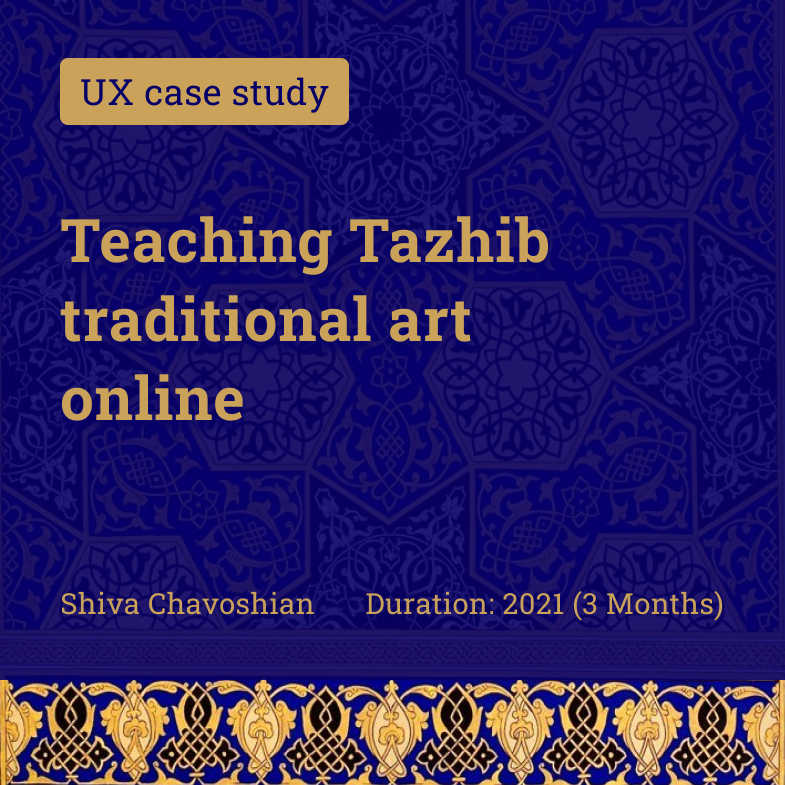 UX case study
Teaching Tazhib
traditional art
online
Shiva Chavoshian Duration: 2021 (3 Months)